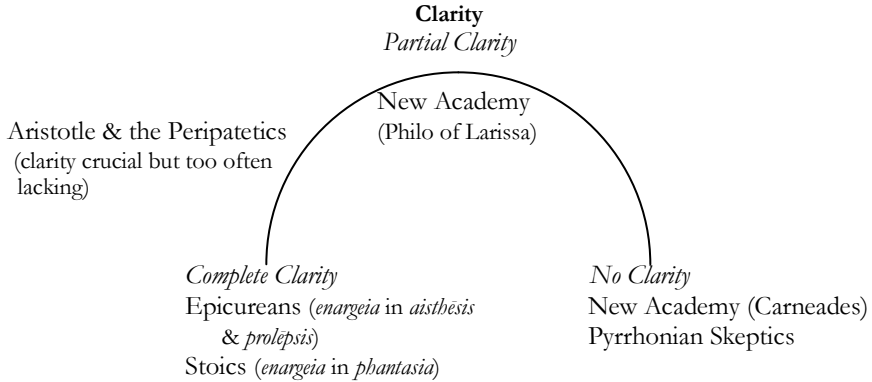 Clarity
Partial Clarity
New Academy
(Philo of Larissa)
Aristotle & the Peripatetics
(clarity crucial but too often
lacking)
Complete Clarity
Epicureans (enargeia in aisthēsis
& prolēpsis)
Stoics (enargeia in phantasia)
No Clarity
New Academy (Carneades)
Pyrrhonian Skeptics